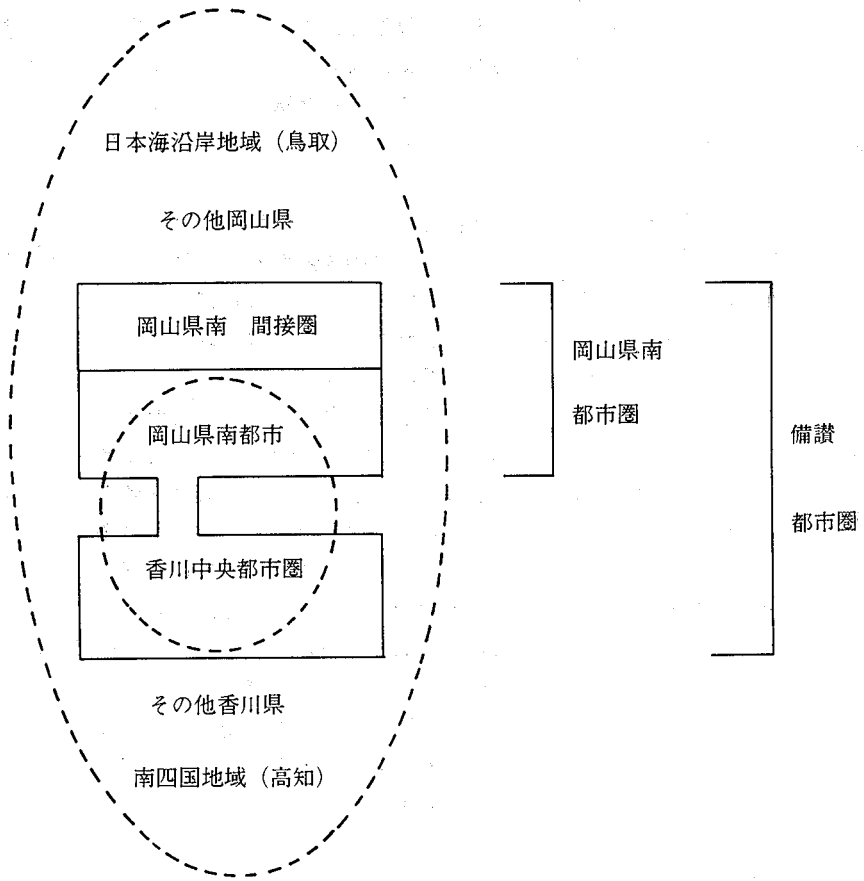 日本海沿岸地域（鳥取）
その他岡山県
岡山県南　間接圏
岡山県南都市
香川中央都市圏
その他香川県
南四国地域（高知）
岡山県南
都市圏
備讃
都市圏